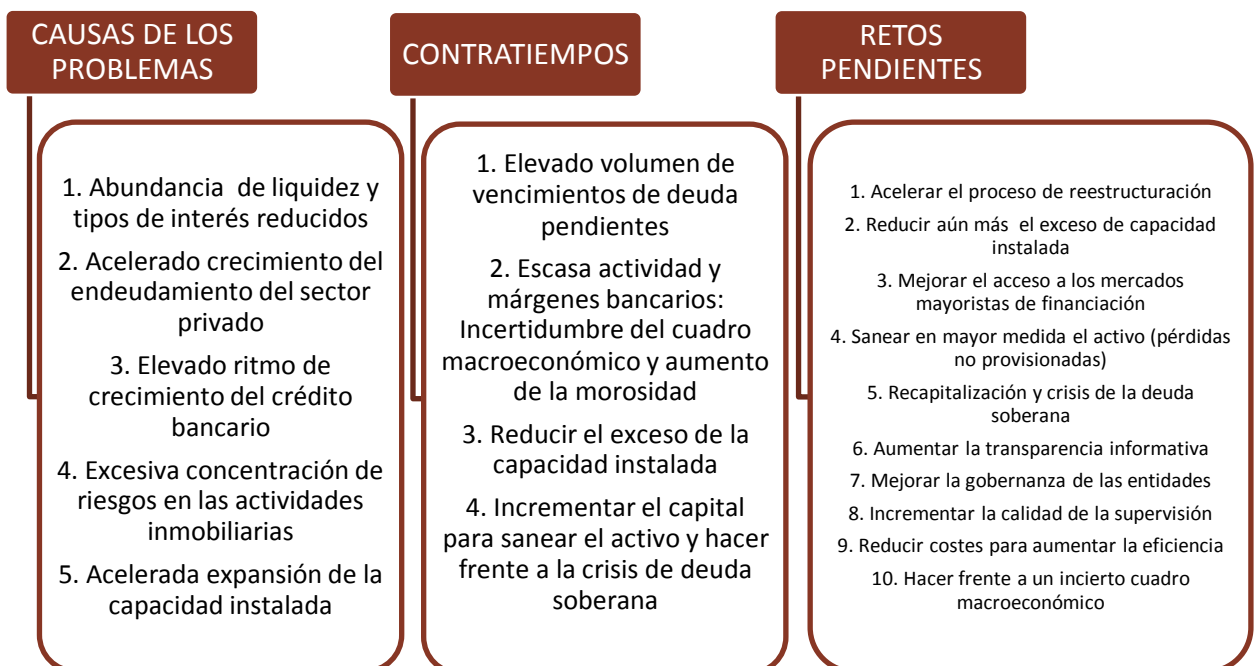 CAUSAS DE LOS
PROBLEMAS
1. Abundancia de liquidez y
tipos de interés reducidos
2. Acelerado crecimiento del
endeudamiento del sector
privado
3. Elevado ritmo de
crecimiento del crédito
bancario
4. Excesiva concentración de
riesgos en las actividades
inmobiliarias
5. Acelerada expansión de la
capacidad instalada
CONTRATIEMPOS
1. Elevado volumen de
vencimientos de deuda
pendientes
2. Escasa actividad y
márgenes bancarios:
Incertidumbre del cuadro
macroeconómico y aumento
de la morosidad
3. Reducir el exceso de la
capacidad instalada
4. Incrementar el capital
para sanear el activo y hacer
frente a la crisis de deuda
soberana
RETOS
PENDIENTES
1. Acelerar el proceso de reestructuración
2. Reducir aún más el exceso de capacidad
instalada
3. Mejorar el acceso a los mercados
mayoristas de financiación
4. Sanear en mayor medida el activo (pérdidas
no provisionadas)
5. Recapitalización y crisis de la deuda
soberana
6. Aumentar la transparencia informativa
7. Mejorar la gobernanza de las entidades
8. Incrementar la calidad de la supervisión
9. Reducir costes para aumentar la eficiencia
10. Hacer frente a un incierto cuadro
macroeconómico